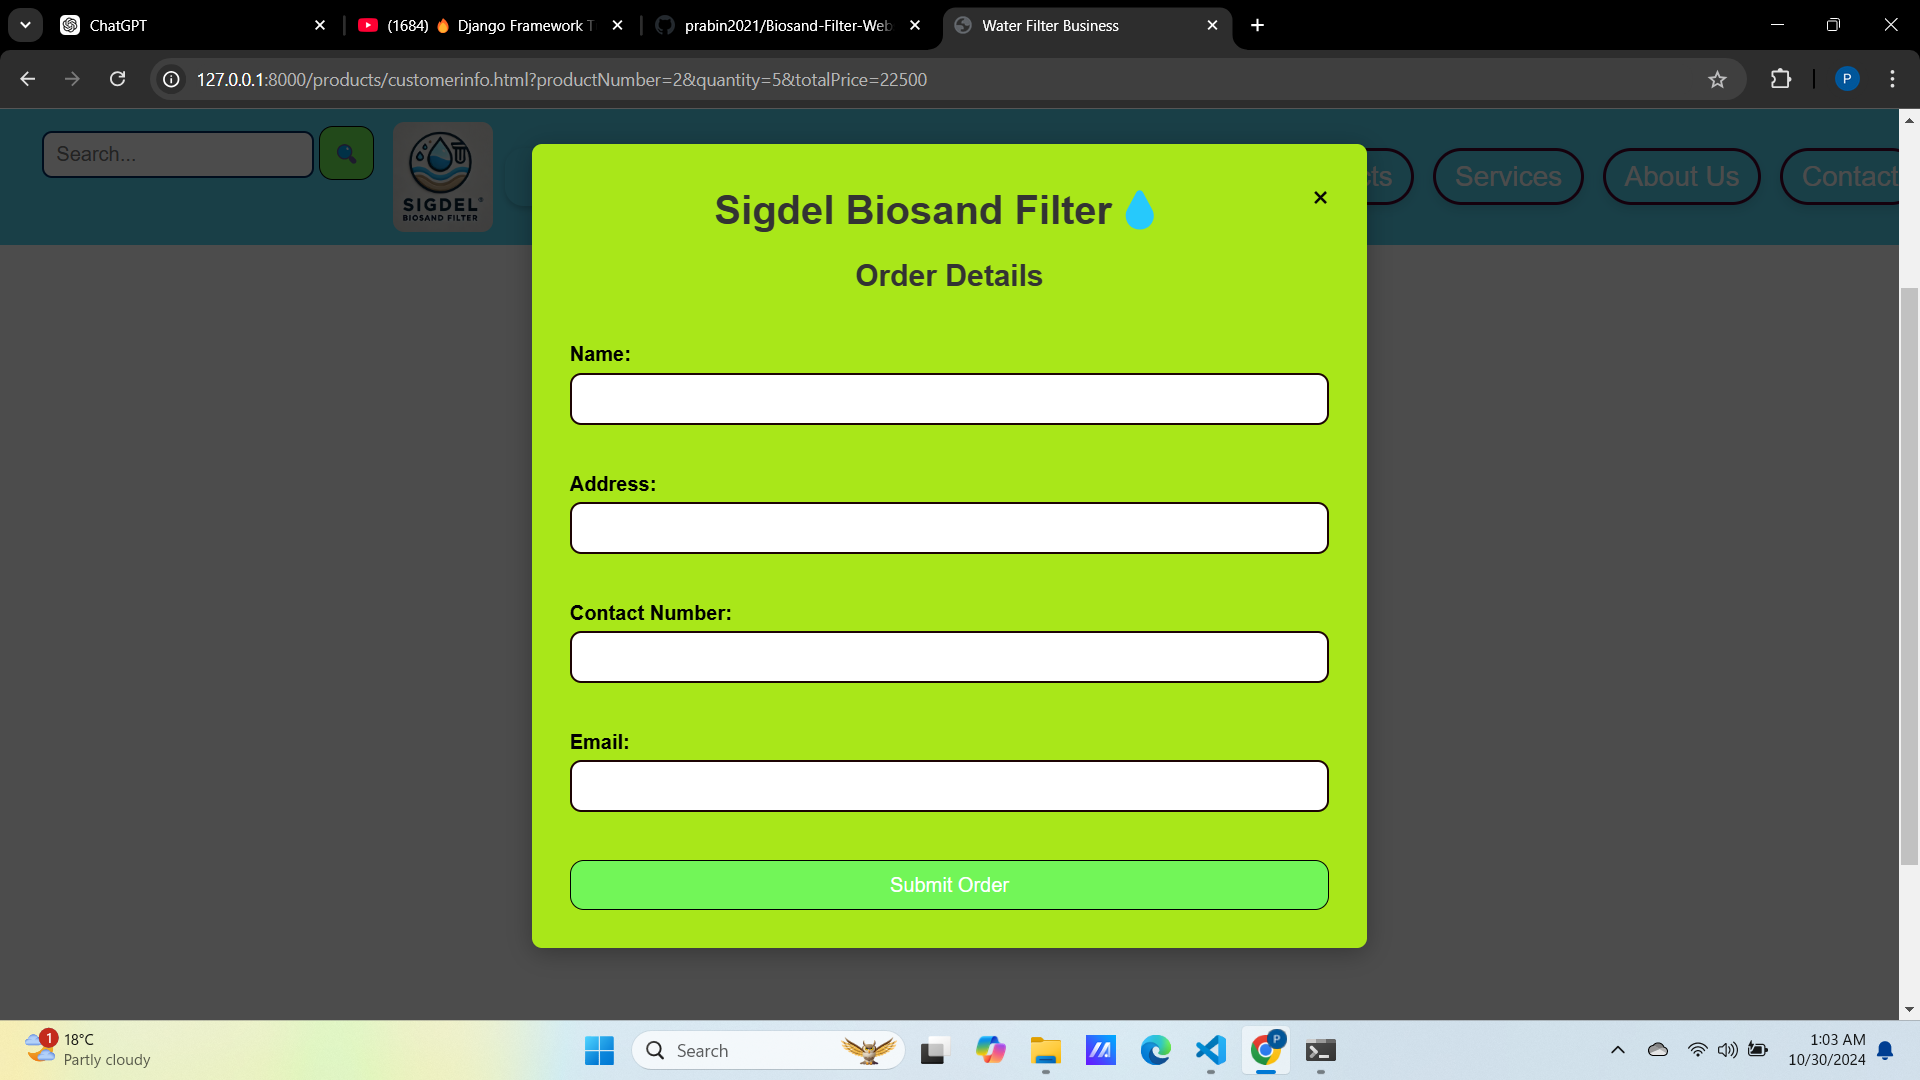 ChatGPT
(1684) 🔥 Django Framework T
prabin2021/Biosand-Filter-Web
Water Filter Business
127.0.0.1:8000/products/customerinfo.html?productNumber=2&quantity=5&totalPrice=22500
P
Search...
SIGDEL
BIOSAND FILTER
cts
Services
About Us
Contact
Sigdel Biosand Filter 💧
×
Order Details
Name:
Address:
Contact Number:
Email:
Submit Order
1
18°C
Partly cloudy
Search
P
1:03 AM
10/30/2024